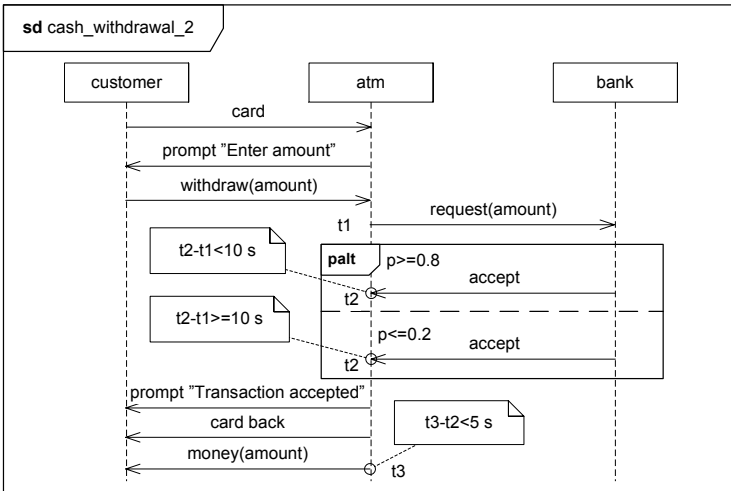 sd cash_withdrawal_2
customer
atm
bank
card
prompt ”Enter amount”
withdraw(amount)
t1
request(amount)
t2-t1<10 s
palt
p>=0.8
accept
t2
t2-t1>=10 s
p<=0.2
accept
t2
prompt ”Transaction accepted”
card back
t3-t2<5 s
money(amount)
t3